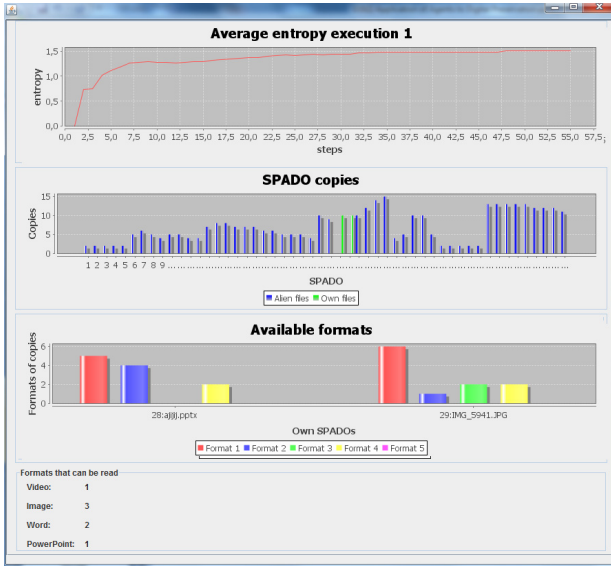 Average entropy execution 1
1,5
1,0
0,5
0,0
entropy
0,0 2,5 5,0 7,5 10,0 12,5 15,0 17,5 20,0 22,5 25,0 27,5 30,0 32,5 35,0 37,5 40,0 42,5 45,0 47,5 50,0 52,5 55,0 57,5
steps
SPADO copies
15
10
5
0
Copies
1 2 3 4 5 6 7 8 9
SPADO
Alien files Own files
Available formats
6
4
2
0
Formats of copies
28:ajijij.pptx 29:IMG_5941.JPG
Own SPADOs
Format 1 Format 2 Format 3 Format 4 Format 5
Formats that can be read
Video: 1
Image: 3
Word: 2
PowerPoint: 1